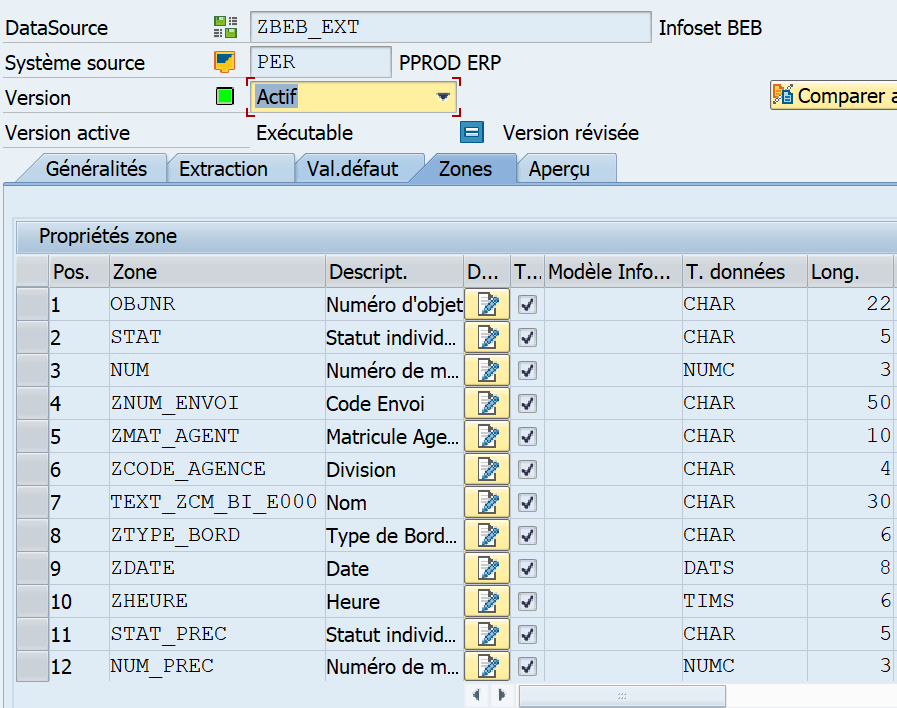 DataSource ZBEB_EXT Infoset BEB
Système source PER PPROD ERP
Version Actif Comparer a
Version active Exécutable Version révisée
Généralités Extraction Val.défaut Zones Aperçu
Propriétés zone
Pos. Zone Descript. D... T... Modèle Info... T. données Long.
1 OBJNR Numéro d'objet CHAR 22
2 STAT Statut individ... CHAR 5
3 NUM Numéro de m... NUMC 3
4 ZNUM_ENVOI Code Envoi CHAR 50
5 ZMAT_AGENT Matricule Age... CHAR 10
6 ZCODE_AGENCE Division CHAR 4
7 TEXT_ZCM_BI_E000 Nom CHAR 30
8 ZTYPE_BORD Type de Bord... CHAR 6
9 ZDATE Date DATS 8
10 ZHEURE Heure TIMS 6
11 STAT_PREC Statut individ... CHAR 5
12 NUM_PREC Numéro de m... NUMC 3